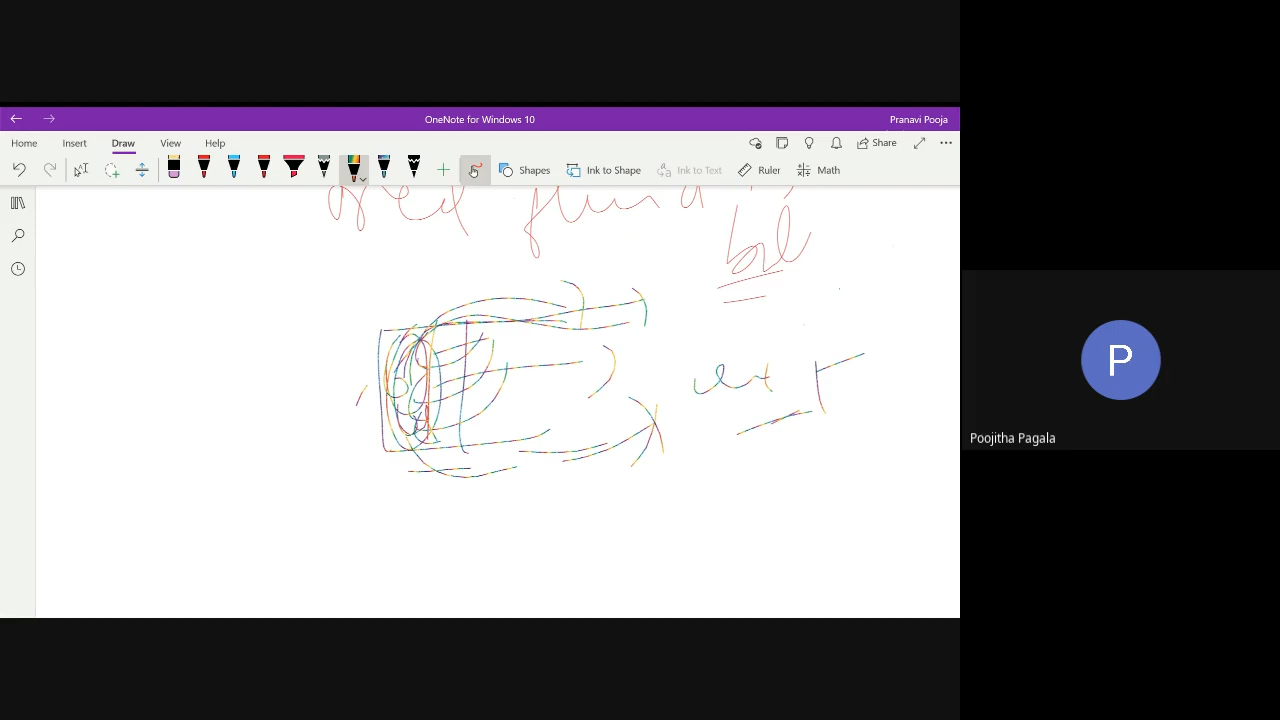 OneNote for Windows 10
Pranavi Pooja
Home Insert Draw View Help
Share
Shapes Ink to Shape Ink to Text Ruler Math
fluid
P
Poojitha Pagala